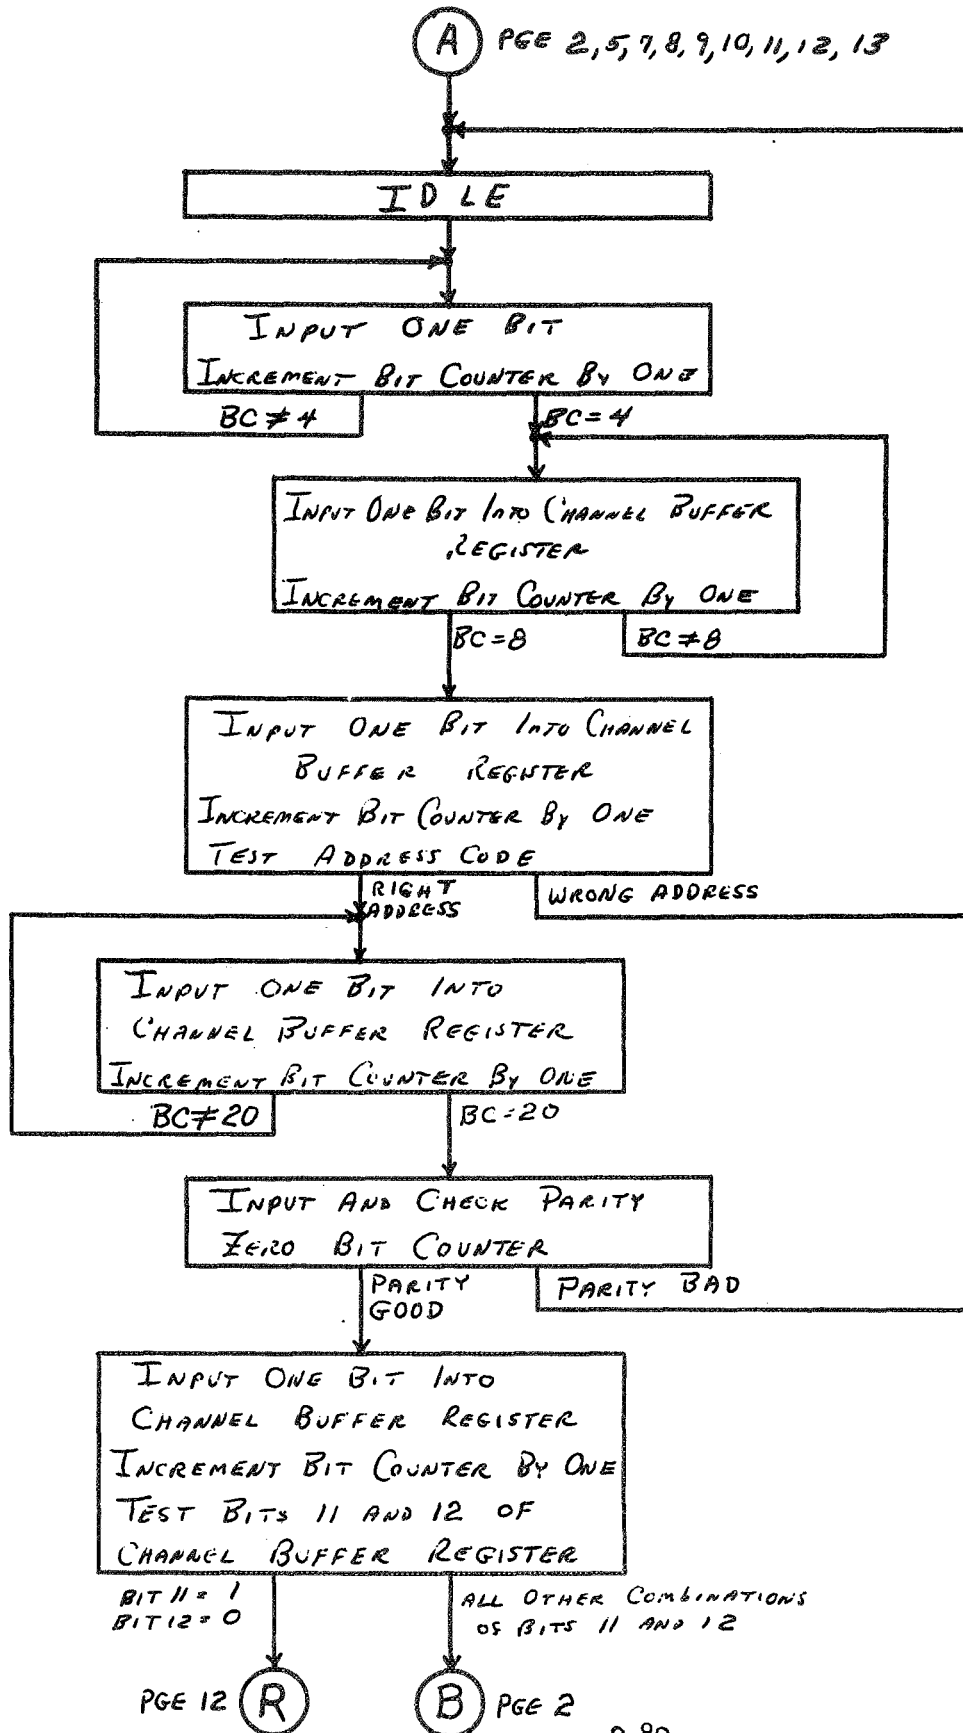 A PGE 2,5,7,8,9,10,11,12,13
IDLE
INPUT ONE BIT
INCREMENT BIT COUNTER BY ONE
BC ≠ 4
BC = 4
INPUT ONE BIT INTO CHANNEL BUFFER
REGISTER
INCREMENT BIT COUNTER BY ONE
BC = 8
BC ≠ 8
INPUT ONE BIT INTO CHANNEL
BUFFER REGISTER
INCREMENT BIT COUNTER BY ONE
TEST ADDRESS CODE
RIGHT
ADDRESS
WRONG ADDRESS
INPUT ONE BIT INTO
CHANNEL BUFFER REGISTER
INCREMENT BIT COUNTER BY ONE
BC ≠ 20
BC = 20
INPUT AND CHECK PARITY
ZERO BIT COUNTER
PARITY
GOOD
PARITY BAD
INPUT ONE BIT INTO
CHANNEL BUFFER REGISTER
INCREMENT BIT COUNTER BY ONE
TEST BITS 11 AND 12 OF
CHANNEL BUFFER REGISTER
BIT 11 = 1
BIT 12 = 0
ALL OTHER COMBINATIONS
OF BITS 11 AND 12
PGE 12 R
B PGE 2